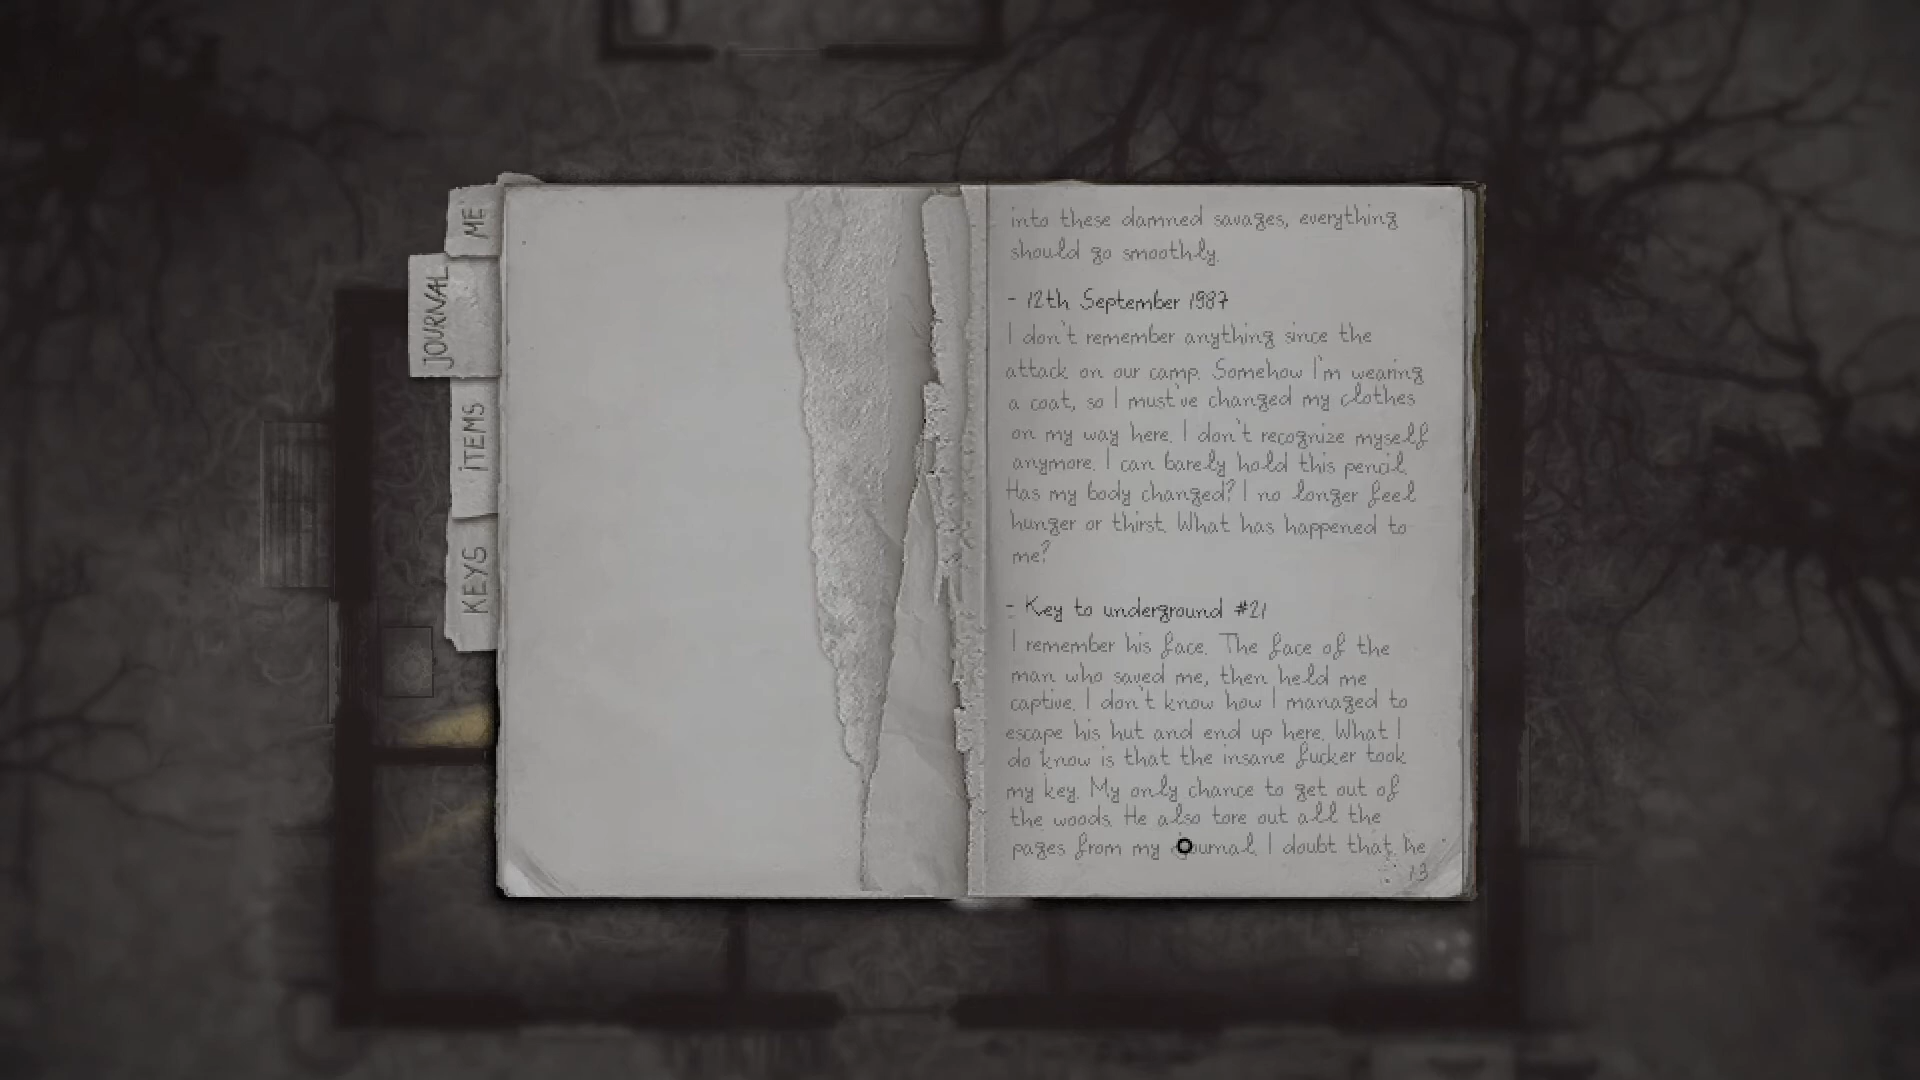 ME
JOURNAL
ITEMS
KEYS
into these damned savages, everything
should go smoothly.
- 12th September 1987
I don't remember anything since the
attack on our camp. Somehow I'm wearing
a coat, so I must've changed my clothes
on my way here. I don't recognize myself
anymore. I can barely hold this pencil.
Has my body changed? I no longer feel
hunger or thirst. What has happened to
me?
- Key to underground #21
I remember his face. The face of the
man who saved me, then held me
captive. I don't know how I managed to
escape his hut and end up here. What I
do know is that the insane fucker took
my key. My only chance to get out of
the woods. He also tore out all the
pages from my journal. I doubt that he
13